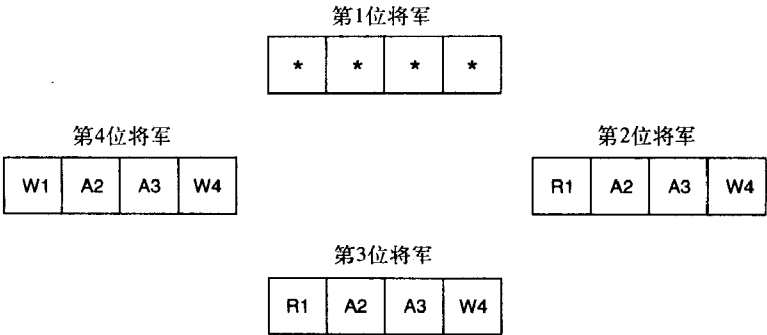 第1位将军
* * * *
第4位将军
W1 A2 A3 W4
第2位将军
R1 A2 A3 W4
第3位将军
R1 A2 A3 W4